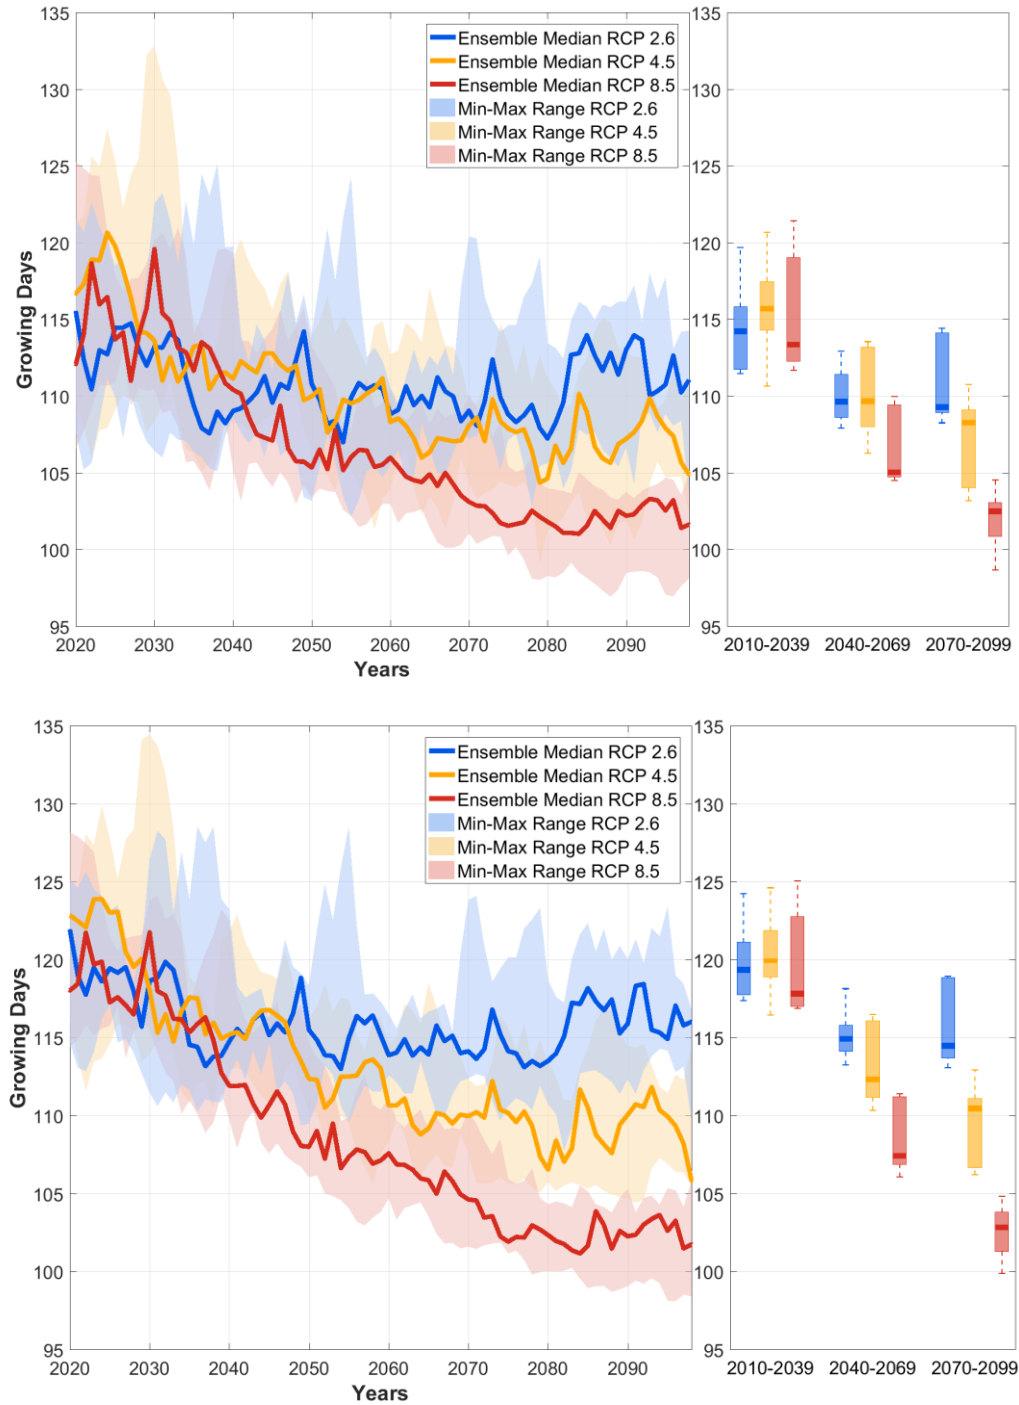 135
130
125
120
115
110
105
100
95
Growing Days
Ensemble Median RCP 2.6
Ensemble Median RCP 4.5
Ensemble Median RCP 8.5
Min-Max Range RCP 2.6
Min-Max Range RCP 4.5
Min-Max Range RCP 8.5
2020 2030 2040 2050 2060 2070 2080 2090
Years
135
130
125
120
115
110
105
100
95
2010-2039 2040-2069 2070-2099
135
130
125
120
115
110
105
100
95
Growing Days
Ensemble Median RCP 2.6
Ensemble Median RCP 4.5
Ensemble Median RCP 8.5
Min-Max Range RCP 2.6
Min-Max Range RCP 4.5
Min-Max Range RCP 8.5
2020 2030 2040 2050 2060 2070 2080 2090
Years
135
130
125
120
115
110
105
100
95
2010-2039 2040-2069 2070-2099